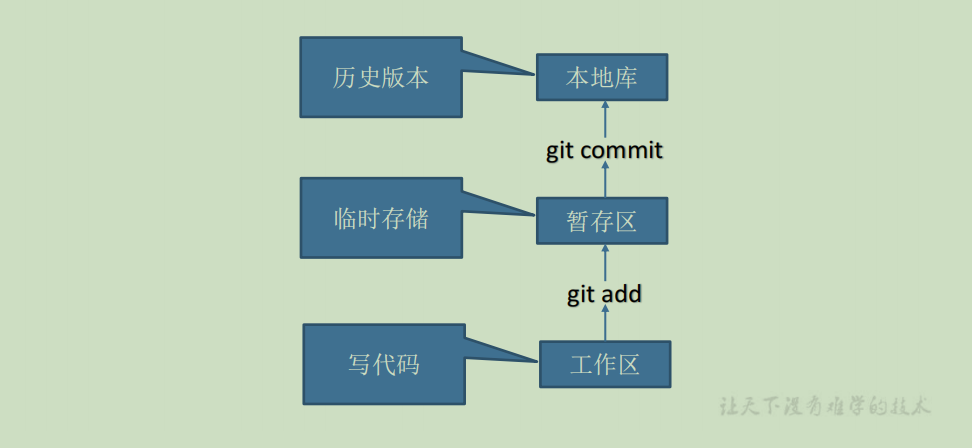 历史版本
本地库
git commit
临时存储
暂存区
git add
写代码
工作区
让天下没有难学的技术